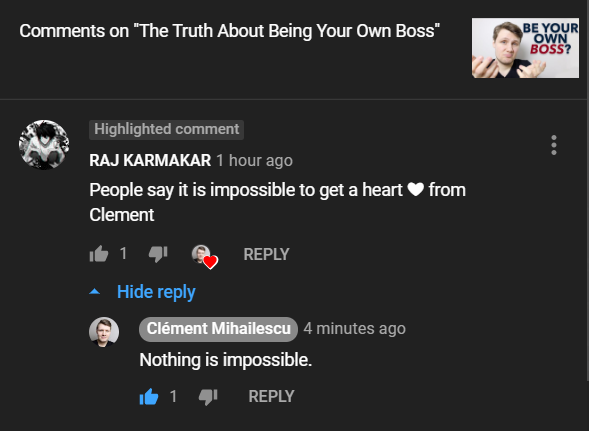 Comments on "The Truth About Being Your Own Boss"
BE YOUR
OWN
BOSS?
Highlighted comment
RAJ KARMAKAR 1 hour ago
People say it is impossible to get a heart 🤍 from
Clement
1 REPLY
Hide reply
Clément Mihailescu 4 minutes ago
Nothing is impossible.
1 REPLY